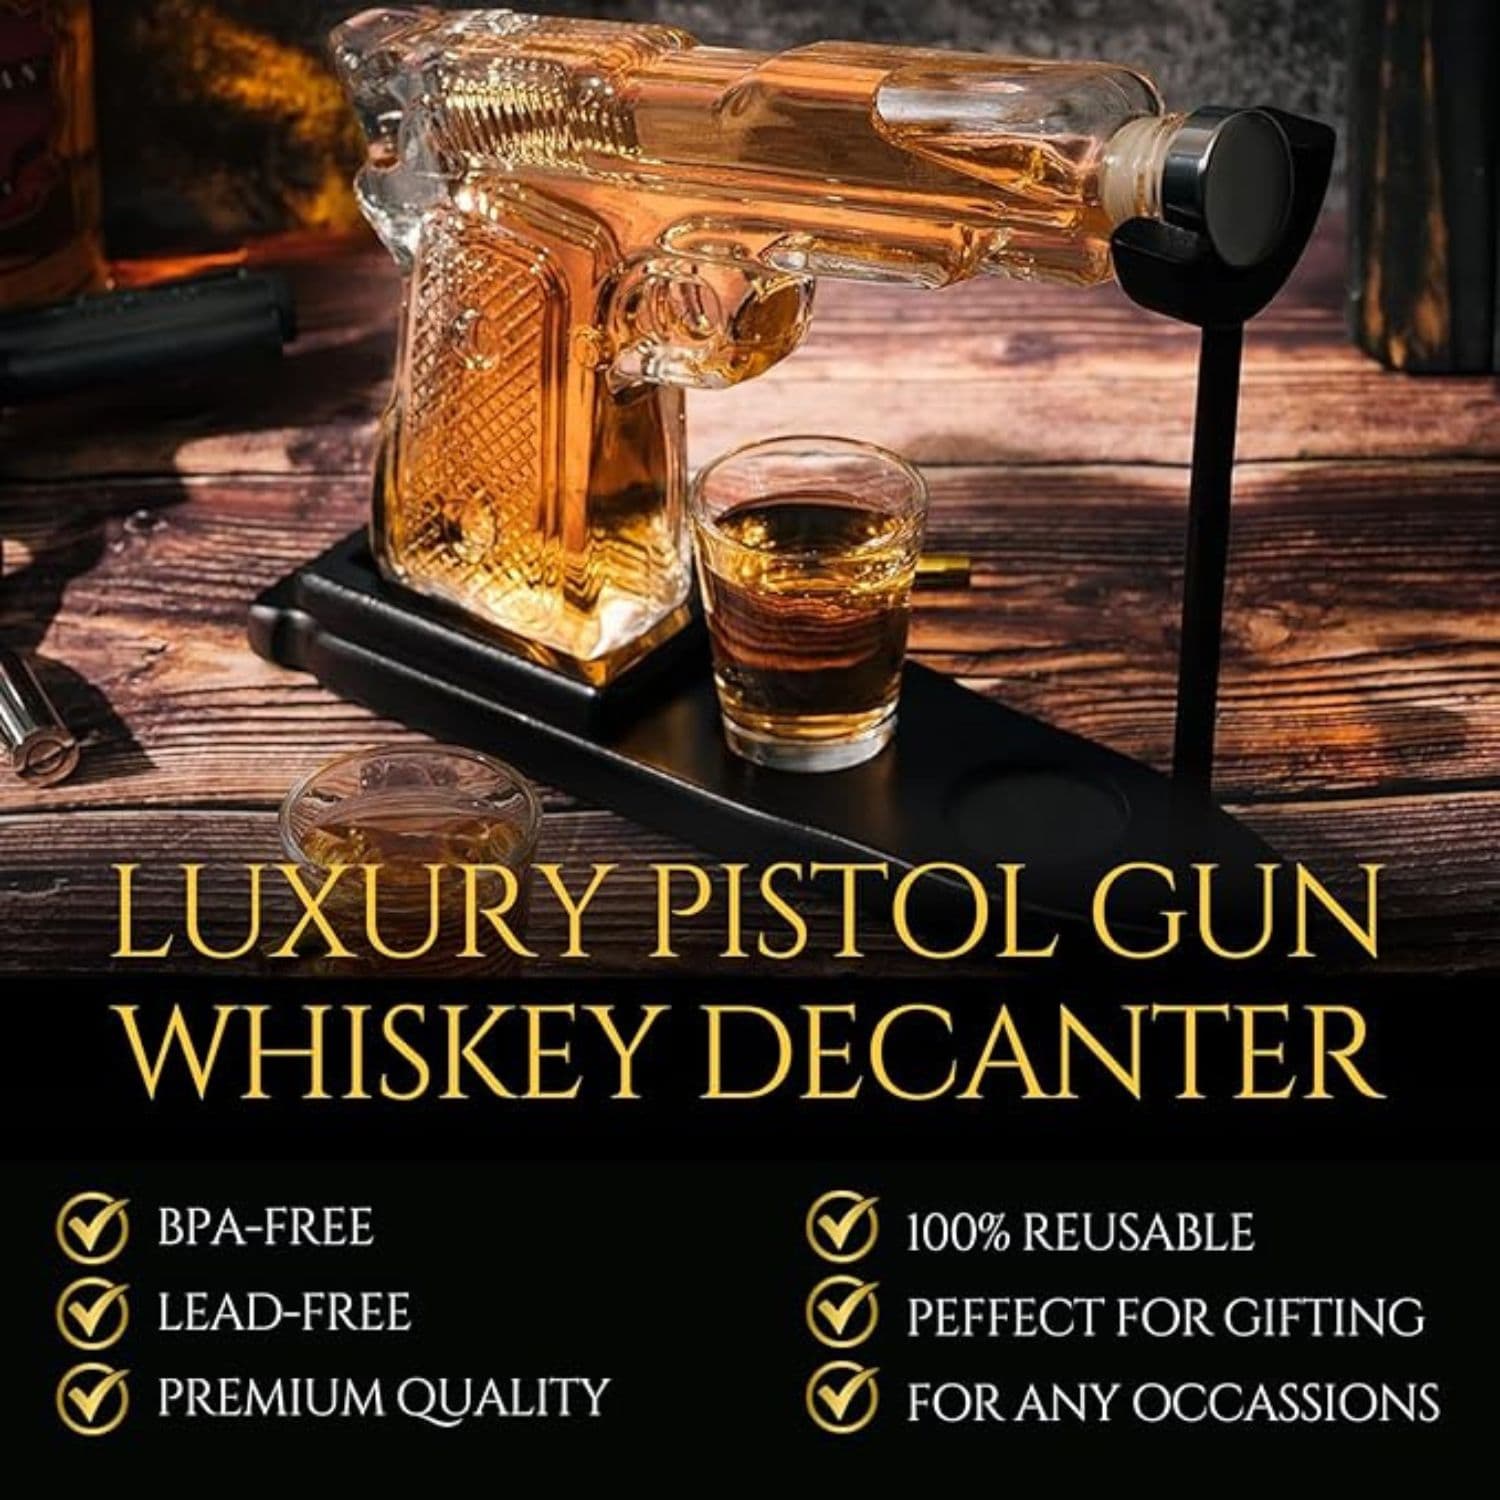 LUXURY PISTOL GUN
WHISKEY DECANTER
BPA-FREE
LEAD-FREE
PREMIUM QUALITY
100% REUSABLE
PEFFECT FOR GIFTING
FOR ANY OCCASSIONS